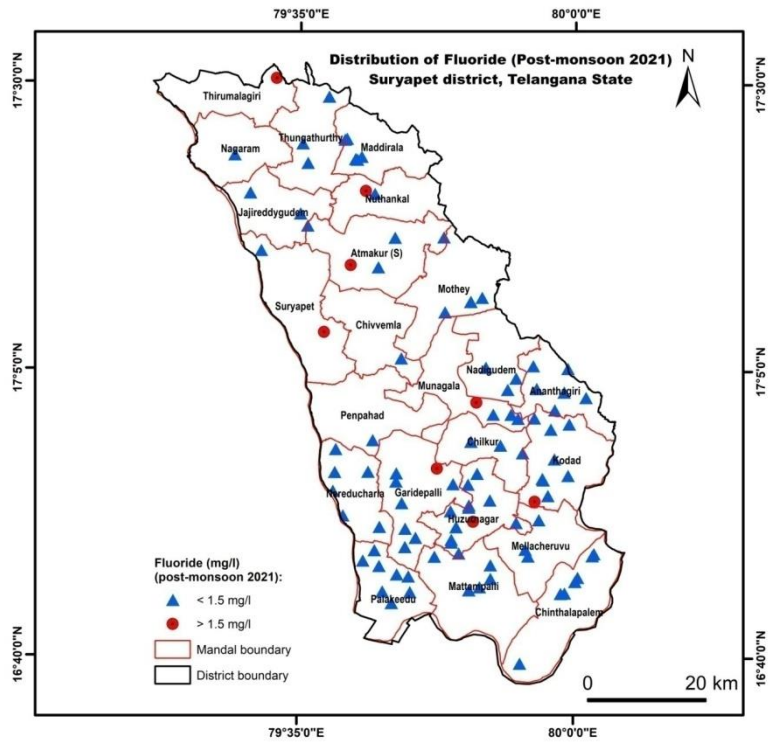 79°35'0"E
80°0'0"E
Distribution of Fluoride (Post-monsoon 2021)
Suryapet district, Telangana State
N
17°30'0"N
17°30'0"N
Thirumalagiri
Thungathurthy
Maddirala
Nagaram
Nuthankal
Jajireddygudem
Atmakur (S)
Mothey
Suryapet
Chivvemla
17°5'0"N
17°5'0"N
Nadigudem
Munagala
Ananthagiri
Penpahad
Chilkur
Kodad
Nereducharla
Garidepalli
Huzurnagar
Mellacheruvu
Fluoride (mg/l)
(post-monsoon 2021):
< 1.5 mg/l
> 1.5 mg/l
Mandal boundary
District boundary
Mattampalli
Palakeedu
Chinthalapalem
16°40'0"N
16°40'0"N
0 20 km
79°35'0"E
80°0'0"E